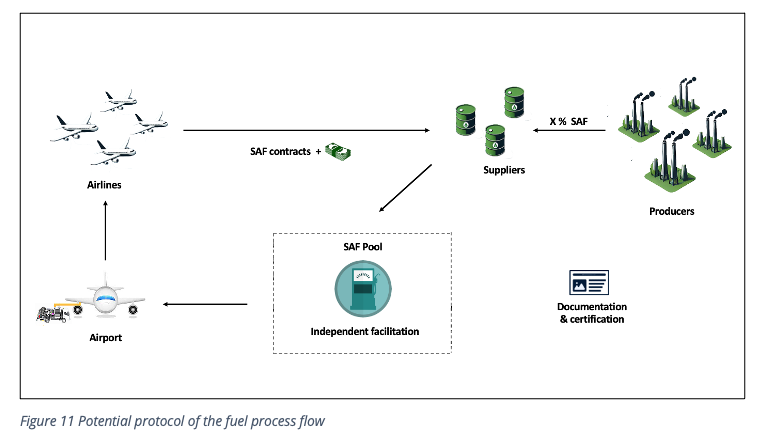 X % SAF
SAF contracts +
Suppliers
Airlines
Producers
SAF Pool
Independent facilitation
Documentation
& certification
Airport
Figure 11 Potential protocol of the fuel process flow